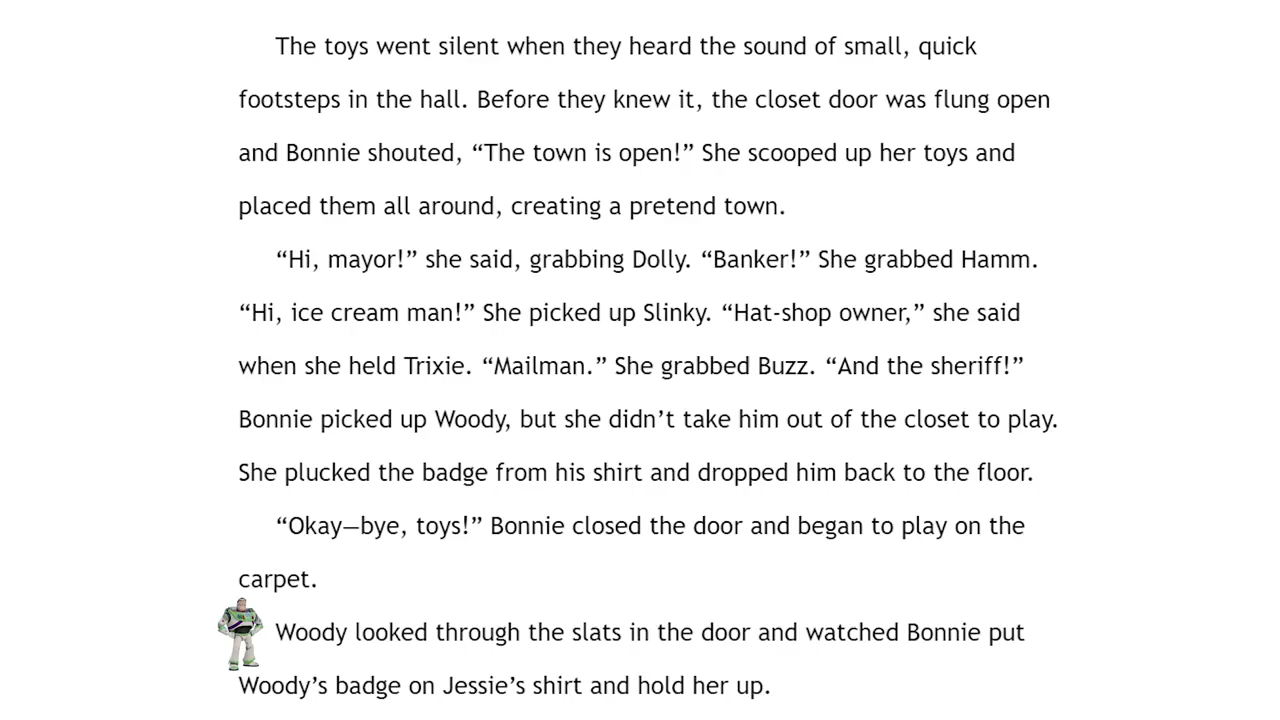 The toys went silent when they heard the sound of small, quick
footsteps in the hall. Before they knew it, the closet door was flung open
and Bonnie shouted, “The town is open!” She scooped up her toys and
placed them all around, creating a pretend town.
“Hi, mayor!” she said, grabbing Dolly. “Banker!” She grabbed Hamm.
“Hi, ice cream man!” She picked up Slinky. “Hat-shop owner,” she said
when she held Trixie. “Mailman.” She grabbed Buzz. “And the sheriff!”
Bonnie picked up Woody, but she didn’t take him out of the closet to play.
She plucked the badge from his shirt and dropped him back to the floor.
“Okay—bye, toys!” Bonnie closed the door and began to play on the
carpet.
Woody looked through the slats in the door and watched Bonnie put
Woody’s badge on Jessie’s shirt and hold her up.